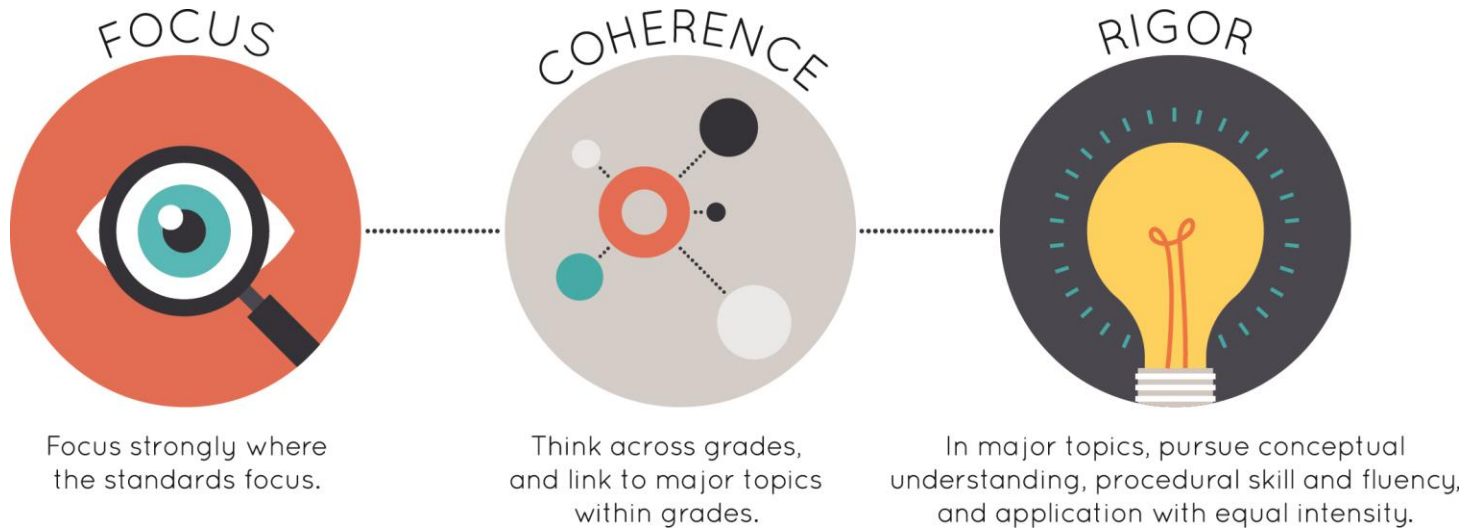 FOCUS
COHERENCE
RIGOR
Focus strongly where
the standards focus.
Think across grades,
and link to major topics
within grades.
In major topics, pursue conceptual
understanding, procedural skill and fluency,
and application with equal intensity.